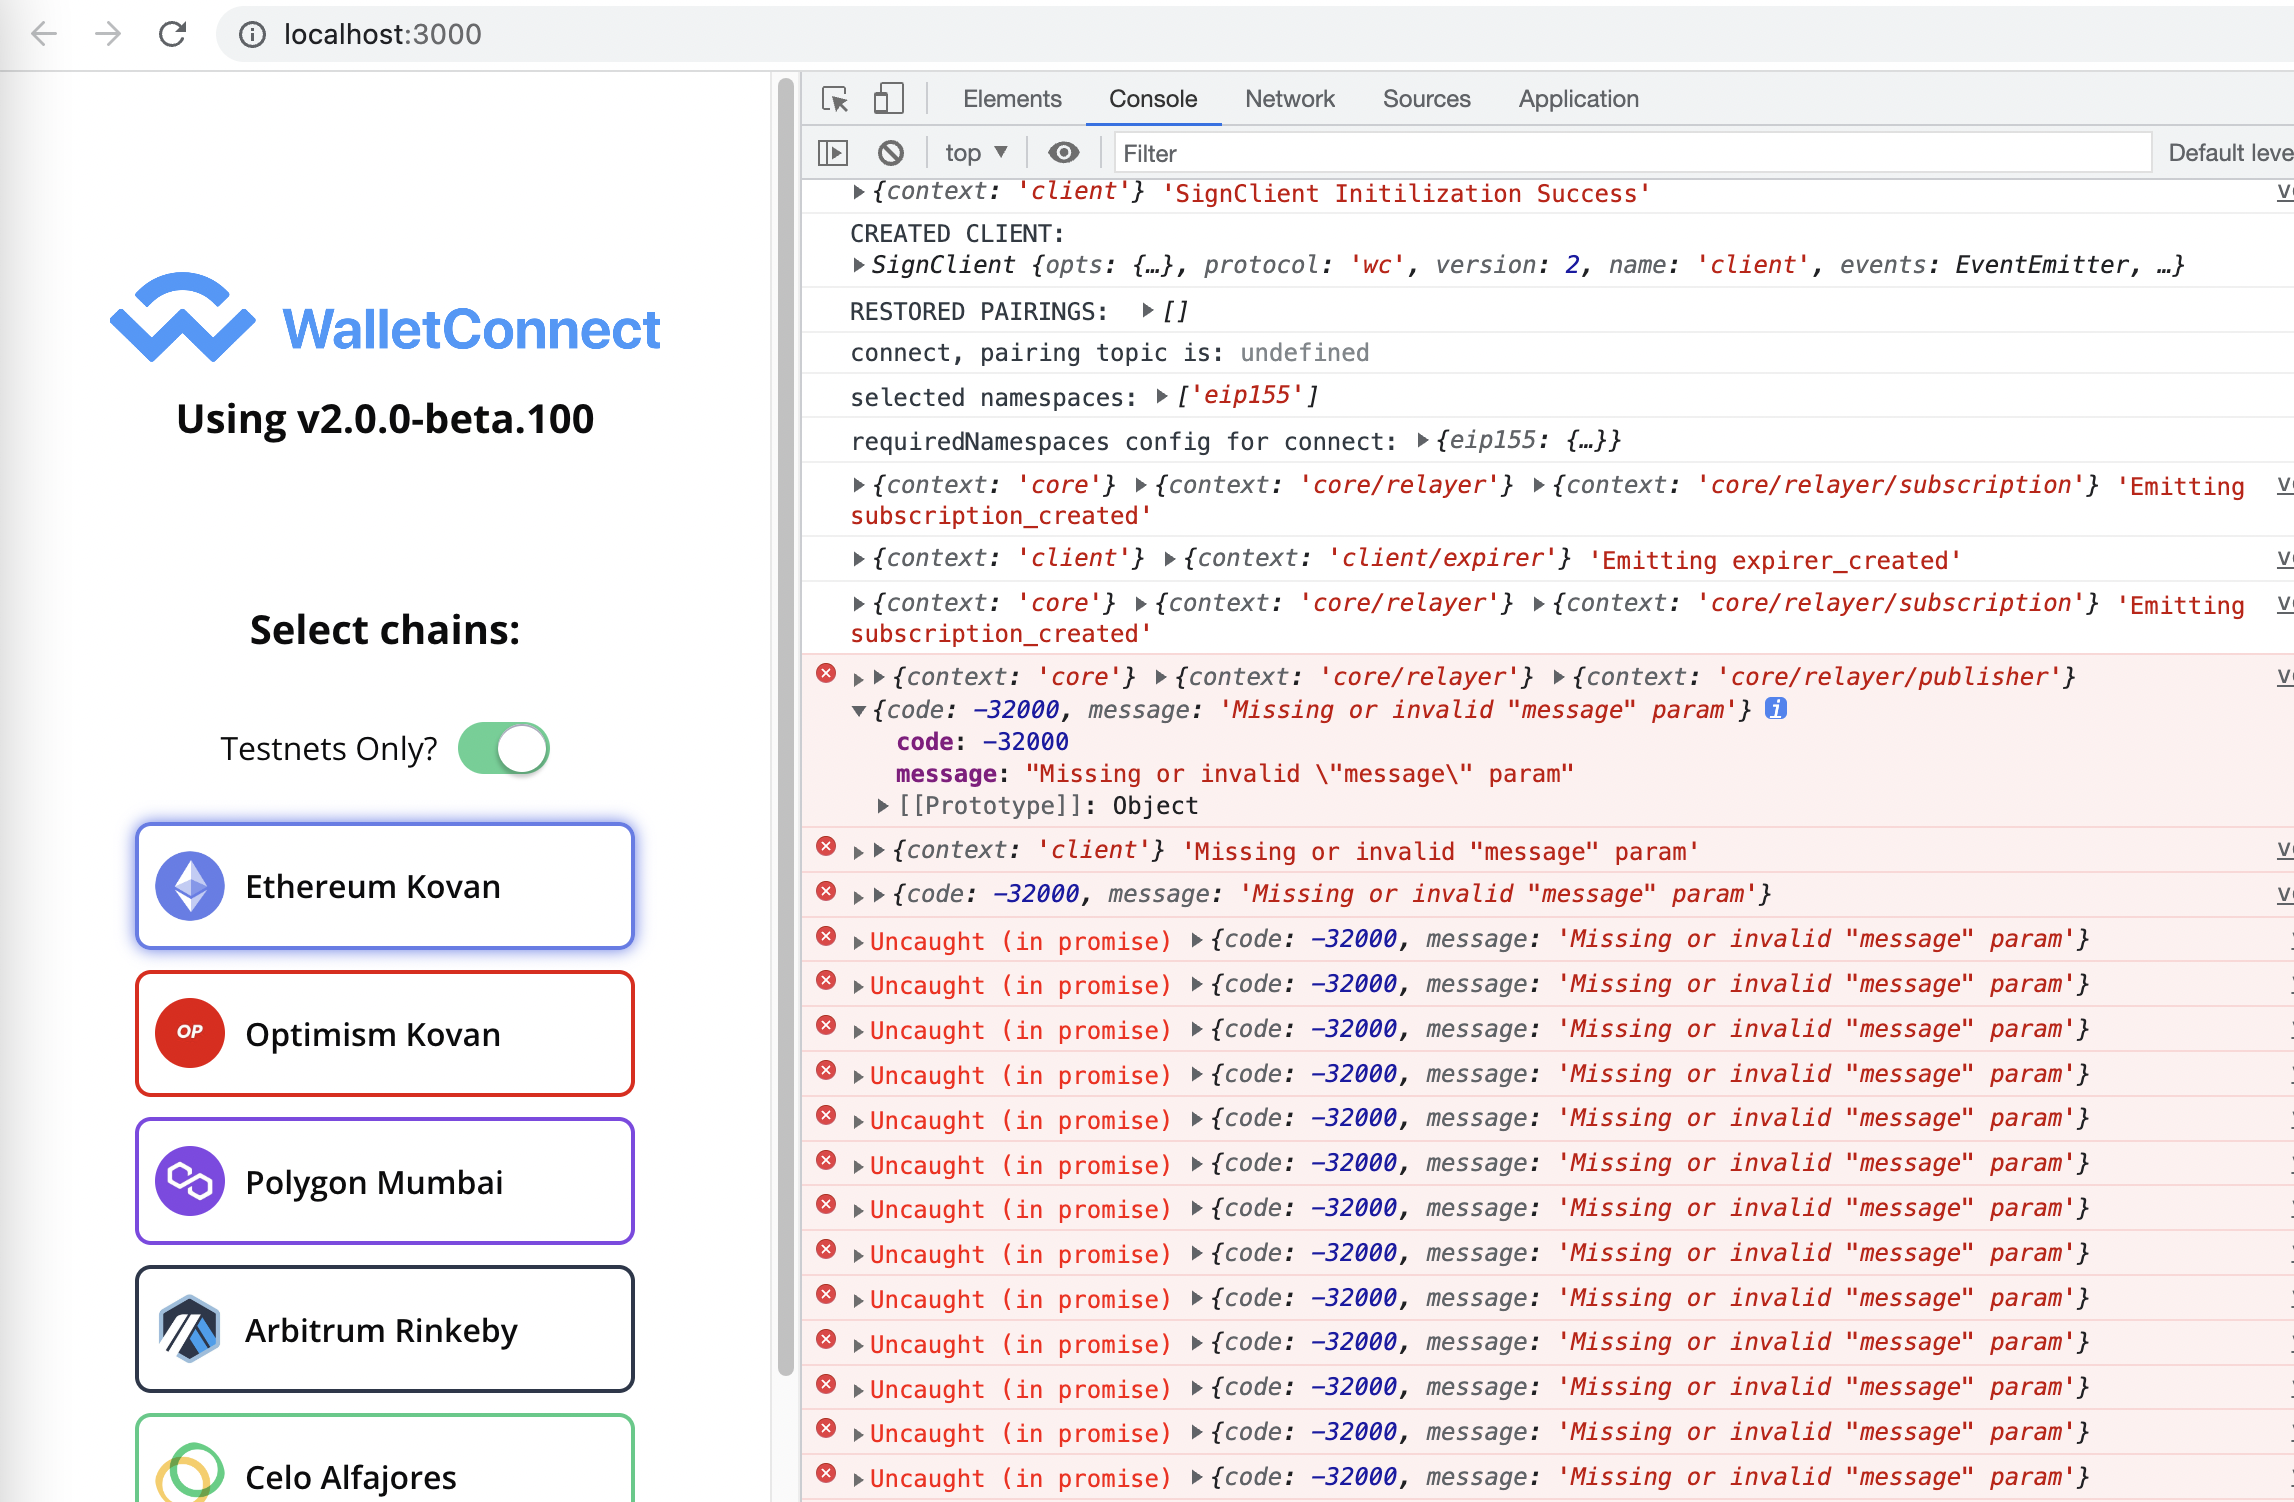 localhost:3000
Elements Console Network Sources Application
top Filter Default leve
WalletConnect
Using v2.0.0-beta.100
Select chains:
Testnets Only?
Ethereum Kovan
OP Optimism Kovan
Polygon Mumbai
Arbitrum Rinkeby
Celo Alfajores
{context: 'client'} 'SignClient Initilization Success'
CREATED CLIENT:
SignClient {opts: {…}, protocol: 'wc', version: 2, name: 'client', events: EventEmitter, …}
RESTORED PAIRINGS: []
connect, pairing topic is: undefined
selected namespaces: ['eip155']
requiredNamespaces config for connect: {eip155: {…}}
{context: 'core'} {context: 'core/relayer'} {context: 'core/relayer/subscription'} 'Emitting
subscription_created'
{context: 'client'} {context: 'client/expirer'} 'Emitting expirer_created'
{context: 'core'} {context: 'core/relayer'} {context: 'core/relayer/subscription'} 'Emitting
subscription_created'
{context: 'core'} {context: 'core/relayer'} {context: 'core/relayer/publisher'}
{code: -32000, message: 'Missing or invalid "message" param'} i
code: -32000
message: "Missing or invalid \"message\" param"
[[Prototype]]: Object
{context: 'client'} 'Missing or invalid "message" param'
{code: -32000, message: 'Missing or invalid "message" param'}
Uncaught (in promise) {code: -32000, message: 'Missing or invalid "message" param'}
Uncaught (in promise) {code: -32000, message: 'Missing or invalid "message" param'}
Uncaught (in promise) {code: -32000, message: 'Missing or invalid "message" param'}
Uncaught (in promise) {code: -32000, message: 'Missing or invalid "message" param'}
Uncaught (in promise) {code: -32000, message: 'Missing or invalid "message" param'}
Uncaught (in promise) {code: -32000, message: 'Missing or invalid "message" param'}
Uncaught (in promise) {code: -32000, message: 'Missing or invalid "message" param'}
Uncaught (in promise) {code: -32000, message: 'Missing or invalid "message" param'}
Uncaught (in promise) {code: -32000, message: 'Missing or invalid "message" param'}
Uncaught (in promise) {code: -32000, message: 'Missing or invalid "message" param'}
Uncaught (in promise) {code: -32000, message: 'Missing or invalid "message" param'}
Uncaught (in promise) {code: -32000, message: 'Missing or invalid "message" param'}
Uncaught (in promise) {code: -32000, message: 'Missing or invalid "message" param'}